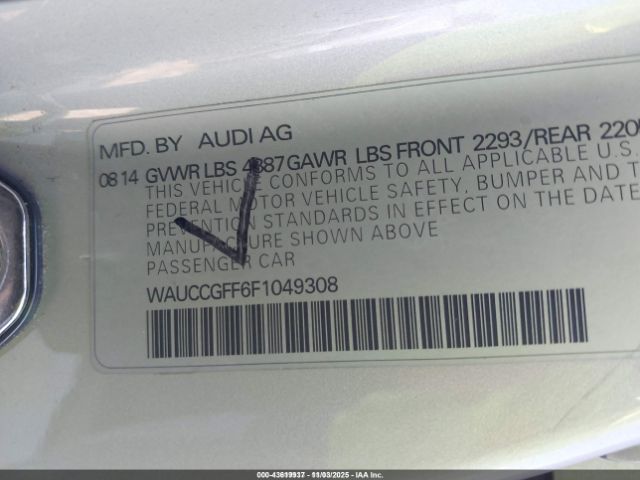 MFD. BY AUDI AG
0814 GVWR LBS 4387 GAWR LBS FRONT 2293/REAR 2205
THIS VEHICLE CONFORMS TO ALL APPLICABLE U.S.
FEDERAL MOTOR VEHICLE SAFETY, BUMPER AND T
PREVENTION STANDARDS IN EFFECT ON THE DATE
MANUFACTURE SHOWN ABOVE
PASSENGER CAR
WAUCCGFF6F1049308
000-43619937 - 11/03/2025 - IAA Inc.